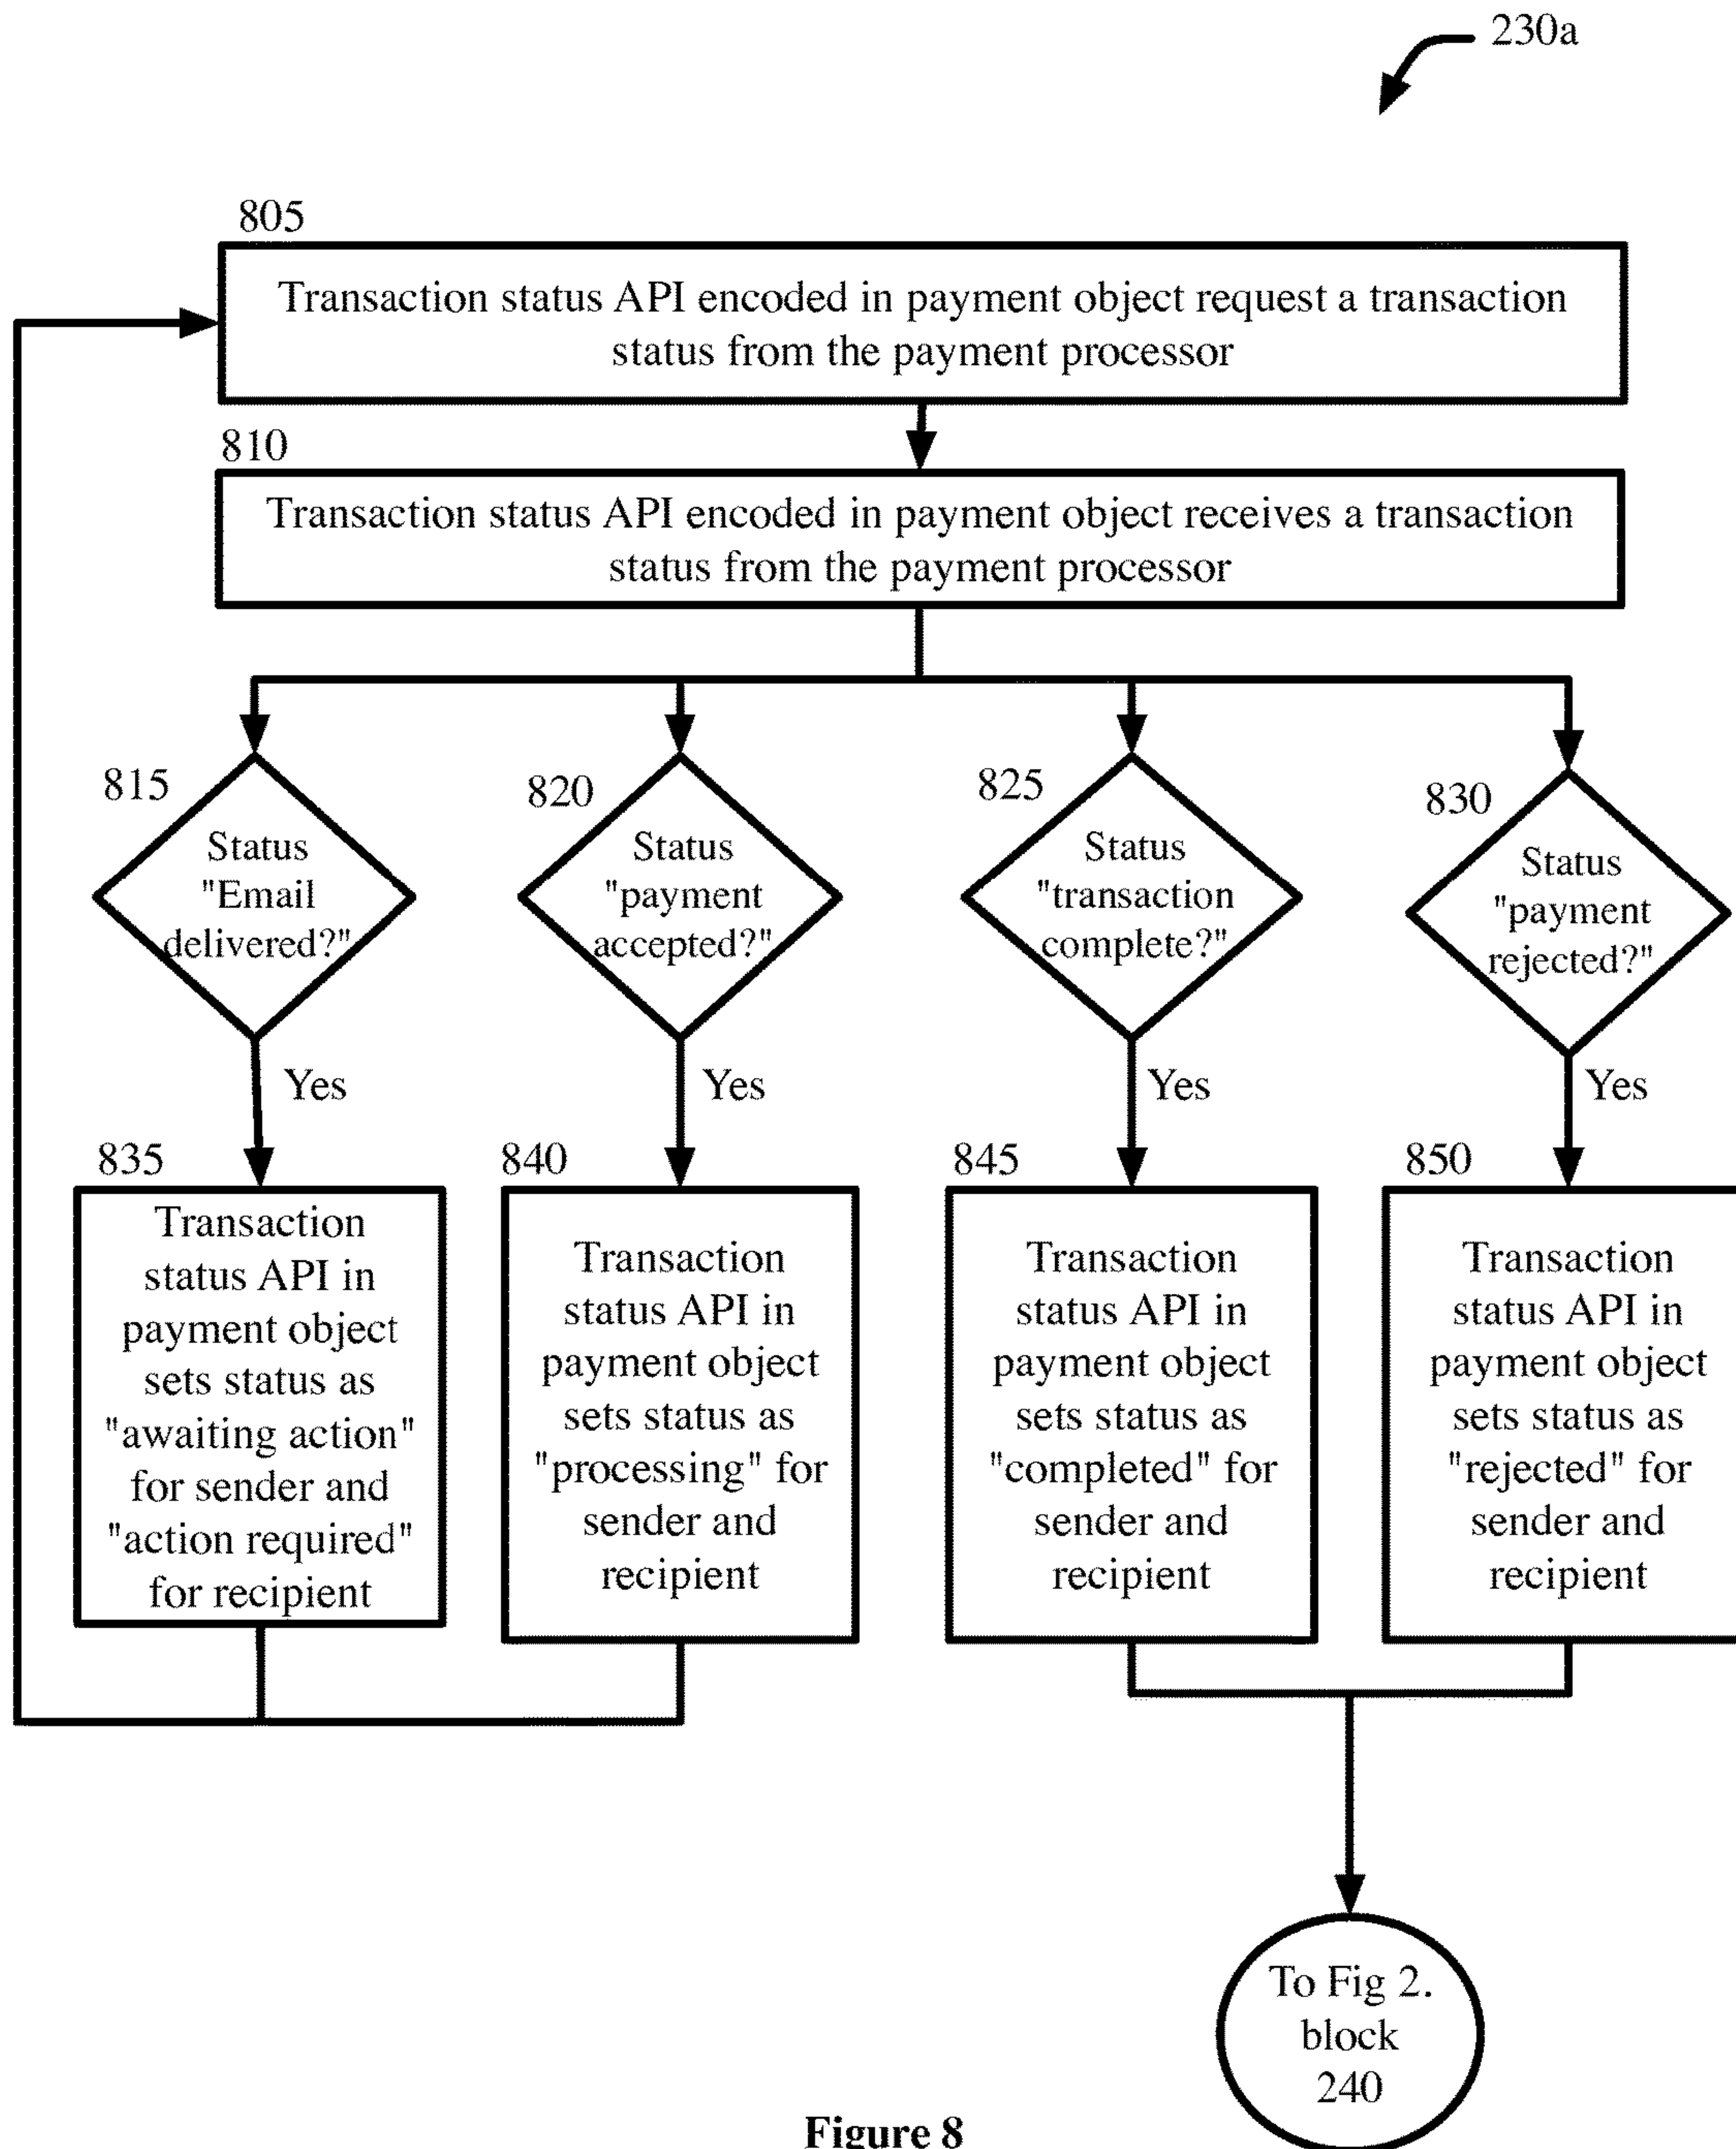 230a
805
Transaction status API encoded in payment object request a transaction
status from the payment processor
810
Transaction status API encoded in payment object receives a transaction
status from the payment processor
815
Status
"Email
delivered?"
820
Status
"payment
accepted?"
825
Status
"transaction
complete?"
830
Status
"payment
rejected?"
Yes
Yes
Yes
Yes
835
Transaction
status API in
payment object
sets status as
"awaiting action"
for sender and
"action required"
for recipient
840
Transaction
status API in
payment object
sets status as
"processing" for
sender and
recipient
845
Transaction
status API in
payment object
sets status as
"completed" for
sender and
recipient
850
Transaction
status API in
payment object
sets status as
"rejected" for
sender and
recipient
To Fig 2.
block
240
Figure 8